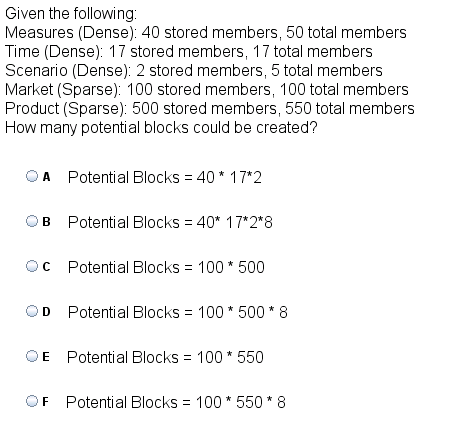 Given the following:
Measures (Dense): 40 stored members, 50 total members
Time (Dense): 17 stored members, 17 total members
Scenario (Dense): 2 stored members, 5 total members
Market (Sparse): 100 stored members, 100 total members
Product (Sparse): 500 stored members, 550 total members
How many potential blocks could be created?
A Potential Blocks = 40 * 17*2
B Potential Blocks = 40* 17*2*8
C Potential Blocks = 100 * 500
D Potential Blocks = 100 * 500 * 8
E Potential Blocks = 100 * 550
F Potential Blocks = 100 * 550 * 8